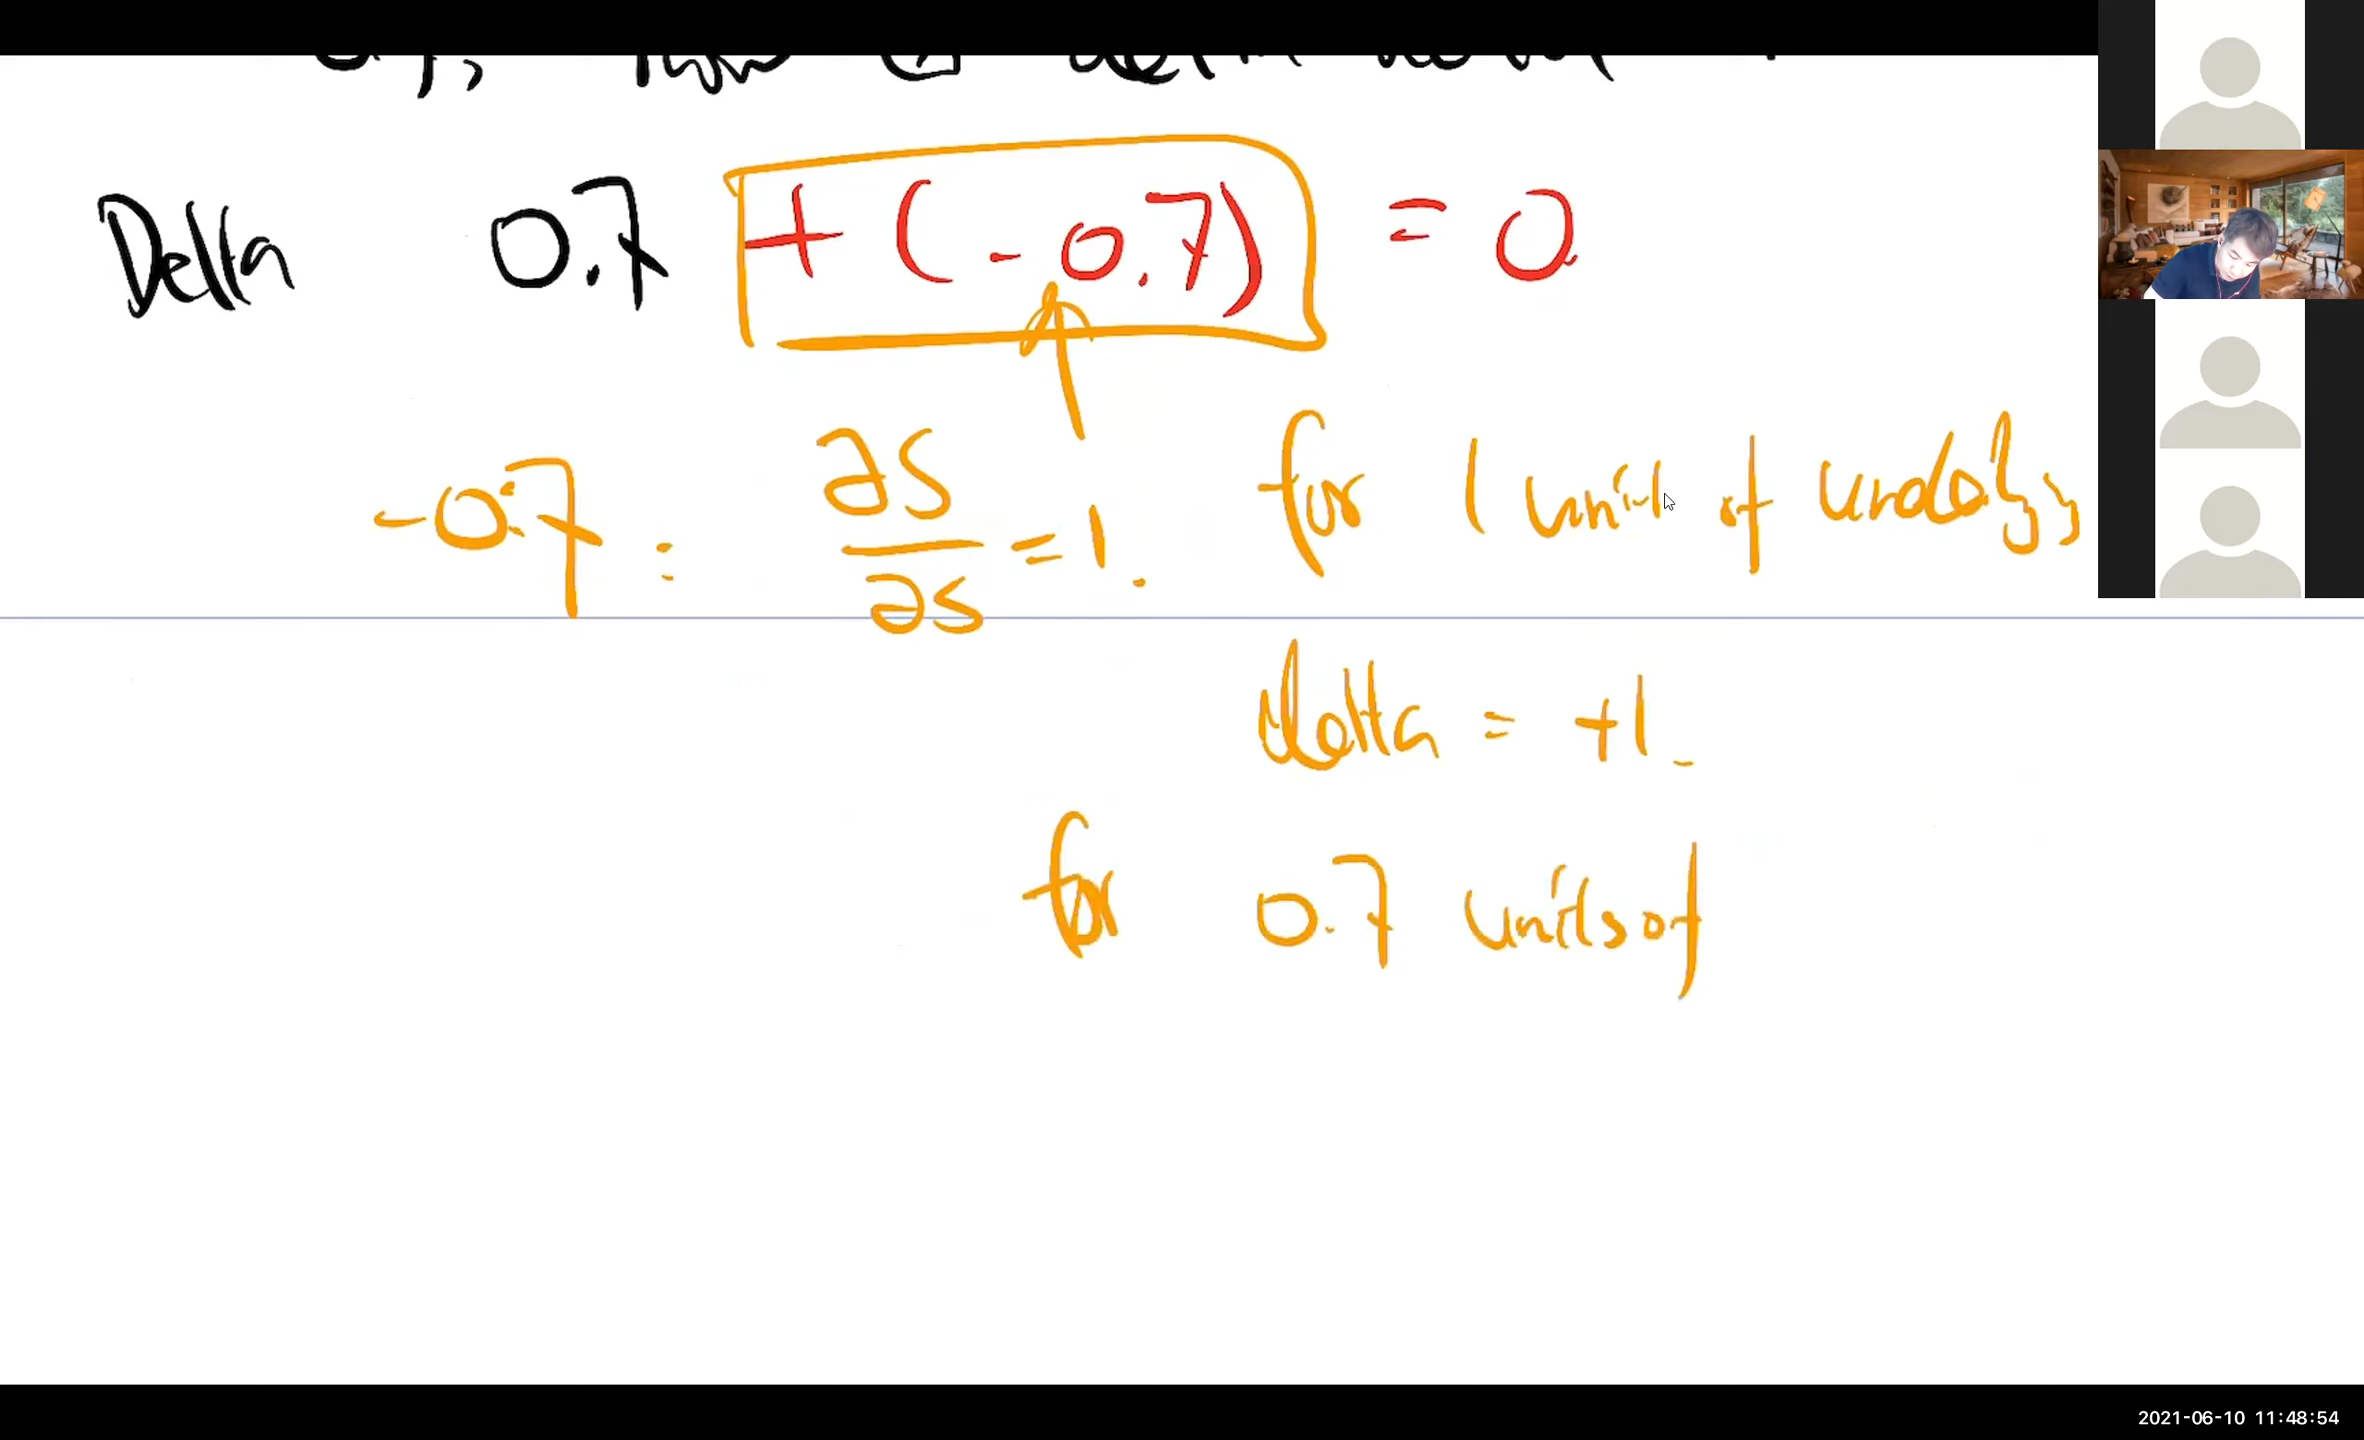 Delta 0.7 + (-0.7) = 0.
-0.7 : ∂S/∂S = 1. for 1 unit of underlying
delta = +1.
for 0.7 units of
2021-06-10 11:48:54